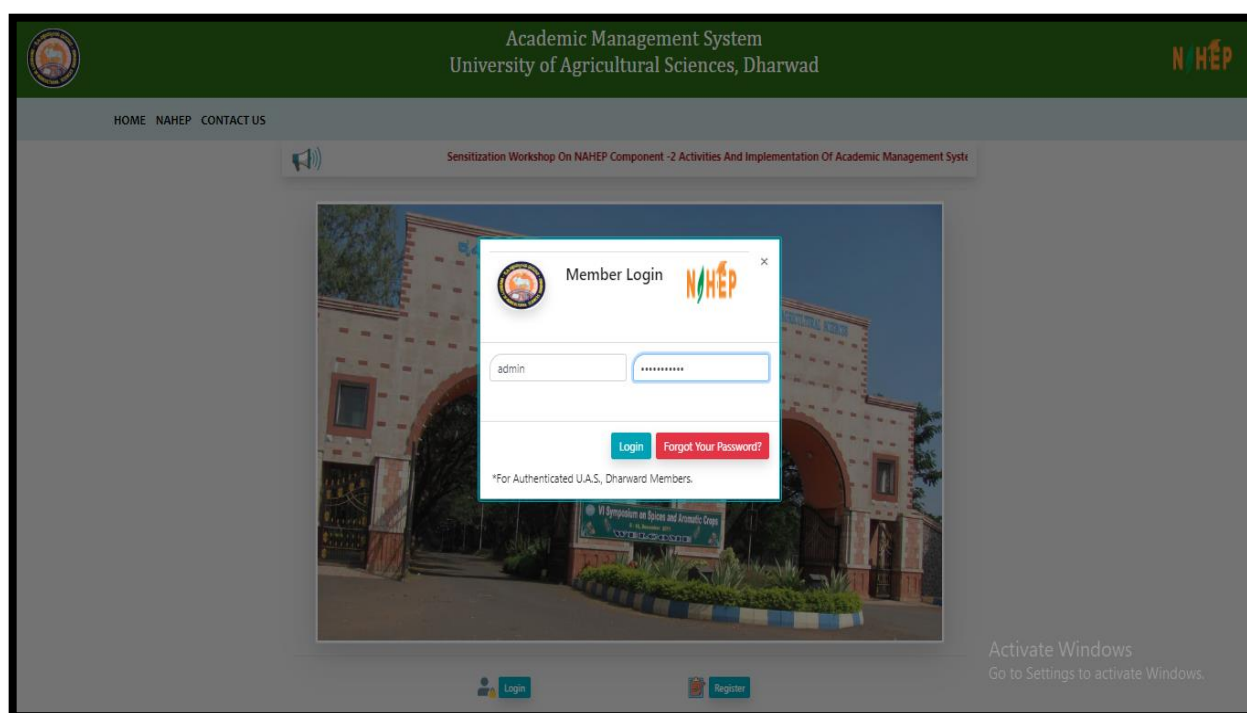 Academic Management System
University of Agricultural Sciences, Dharwad
NAHEP
HOME NAHEP CONTACT US
Sensitization Workshop On NAHEP Component -2 Activities And Implementation Of Academic Management Syste
Member Login
NAHEP
×
admin
•••••••••••
Login Forgot Your Password?
*For Authenticated U.A.S., Dharward Members.
VI Symposium on Spices and Aromatic Crops
WELCOME
Login Register
Activate Windows
Go to Settings to activate Windows.